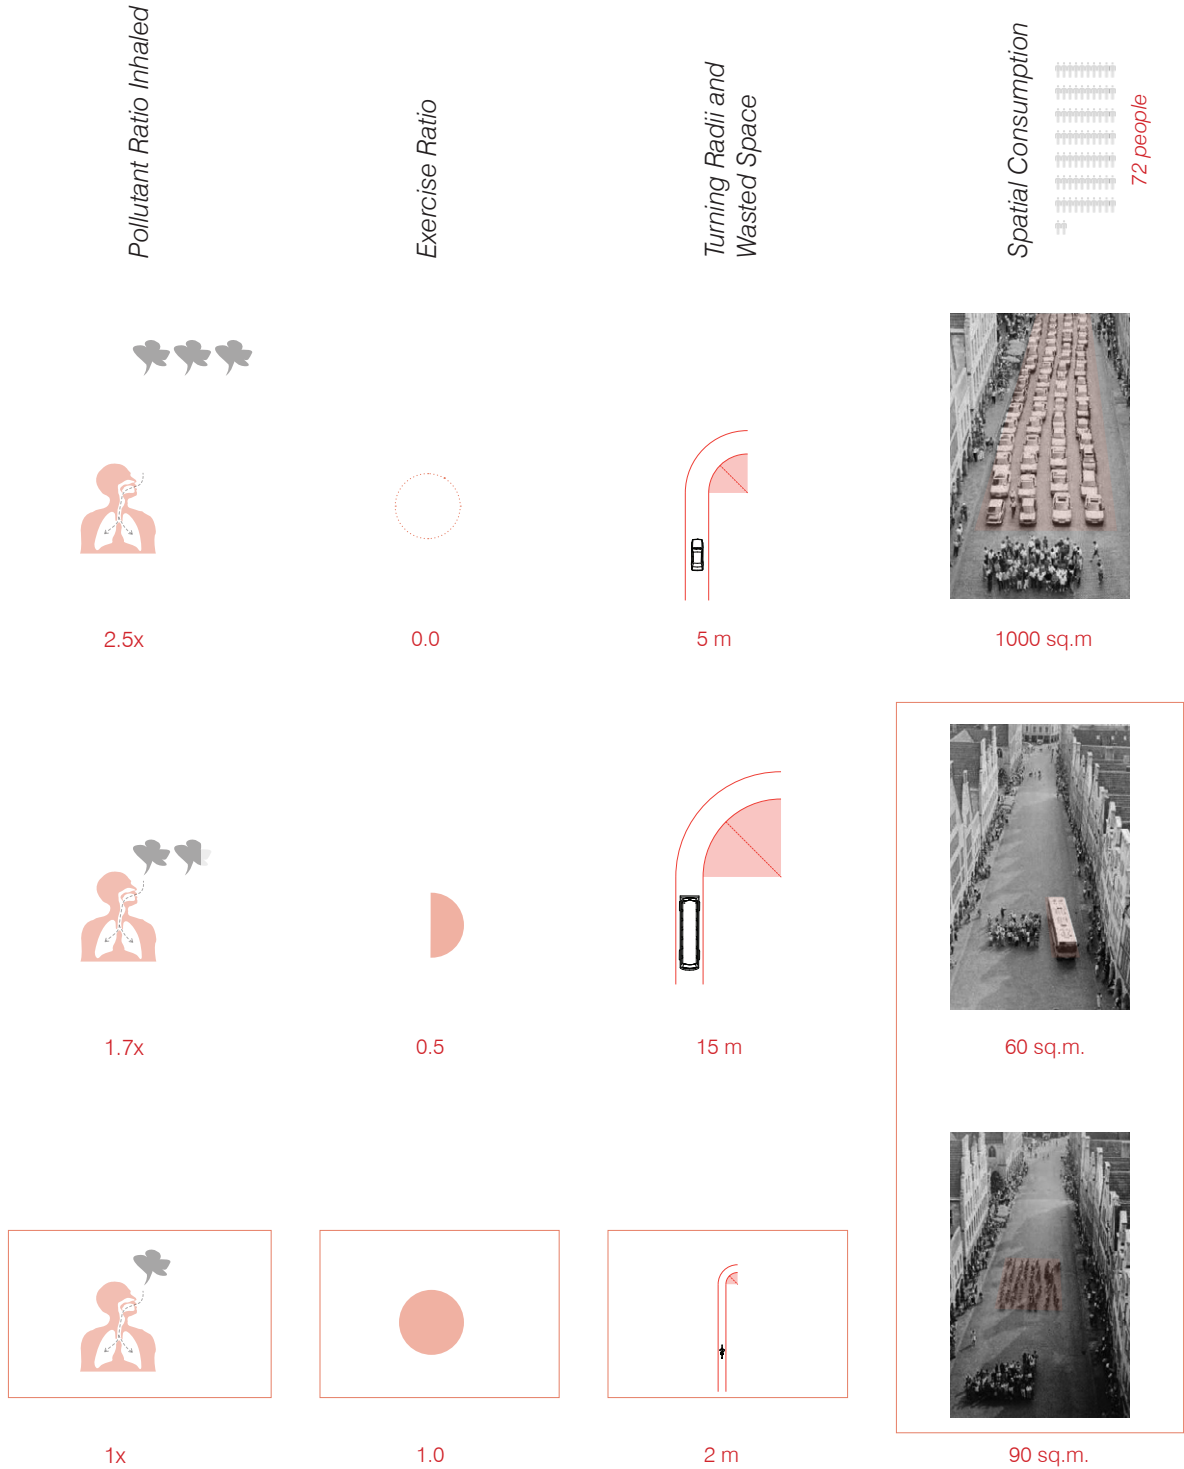 Pollutant Ratio Inhaled
Exercise Ratio
Turning Radii and
Wasted Space
Spatial Consumption
72 people
2.5x
0.0
5 m
1000 sq.m
1.7x
0.5
15 m
60 sq.m.
1x
1.0
2 m
90 sq.m.